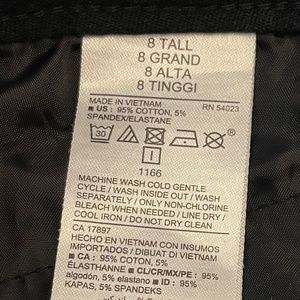 8 TALL
8 GRAND
8 ALTA
8 TINGGI
MADE IN VIETNAM RN 54023
■ US: 95% COTTON, 5%
SPANDEX/ELASTANE
30
1166
MACHINE WASH COLD GENTLE
CYCLE / WASH INSIDE OUT / WASH
SEPARATELY / ONLY NON-CHLORINE
BLEACH WHEN NEEDED / LINE DRY /
COOL IRON / DO NOT DRY CLEAN
CA 17897
HECHO EN VIETNAM CON INSUMOS
IMPORTADOS / DIBUAT DI VIETNAM
■ CA: 95% COTON, 5%
ÉLASTHANNE ■ CL/CR/MX/PE: 95%
algodón, 5% elastano ■ ID: 95%
KAPAS, 5% SPANDEKS